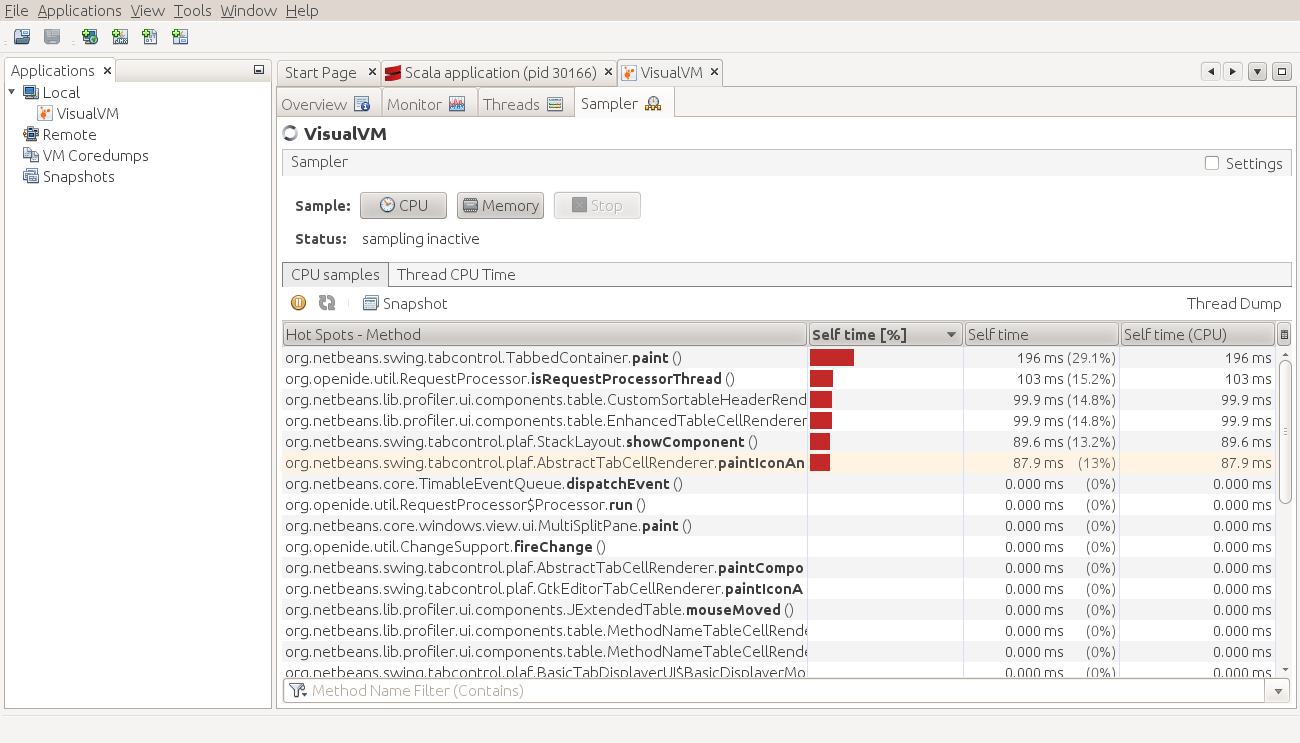 File Applications View Tools Window Help
Applications
Local
VisualVM
Remote
VM Coredumps
Snapshots
Start Page Scala application (pid 30166) VisualVM
Overview Monitor Threads Sampler
VisualVM
Sampler Settings
Sample: CPU Memory Stop
Status: sampling inactive
CPU samples Thread CPU Time
Snapshot Thread Dump
Hot Spots - Method Self time [%] Self time Self time (CPU)
org.netbeans.swing.tabcontrol.TabbedContainer.paint () 196 ms (29.1%) 196 ms
org.openide.util.RequestProcessor.isRequestProcessorThread () 103 ms (15.2%) 103 ms
org.netbeans.lib.profiler.ui.components.table.CustomSortableHeaderRend 99.9 ms (14.8%) 99.9 ms
org.netbeans.lib.profiler.ui.components.table.EnhancedTableCellRenderer 99.9 ms (14.8%) 99.9 ms
org.netbeans.swing.tabcontrol.plaf.StackLayout.showComponent () 89.6 ms (13.2%) 89.6 ms
org.netbeans.swing.tabcontrol.plaf.AbstractTabCellRenderer.paintIconAn 87.9 ms (13%) 87.9 ms
org.netbeans.core.TimableEventQueue.dispatchEvent () 0.000 ms (0%) 0.000 ms
org.openide.util.RequestProcessor$Processor.run () 0.000 ms (0%) 0.000 ms
org.netbeans.core.windows.view.ui.MultiSplitPane.paint () 0.000 ms (0%) 0.000 ms
org.openide.util.ChangeSupport.fireChange () 0.000 ms (0%) 0.000 ms
org.netbeans.swing.tabcontrol.plaf.AbstractTabCellRenderer.paintCompo 0.000 ms (0%) 0.000 ms
org.netbeans.swing.tabcontrol.plaf.GtkEditorTabCellRenderer.paintIconA 0.000 ms (0%) 0.000 ms
org.netbeans.lib.profiler.ui.components.JExtendedTable.mouseMoved () 0.000 ms (0%) 0.000 ms
org.netbeans.lib.profiler.ui.components.table.MethodNameTableCellRende 0.000 ms (0%) 0.000 ms
org.netbeans.lib.profiler.ui.components.table.MethodNameTableCellRende 0.000 ms (0%) 0.000 ms
org.netbeans.swing.tabcontrol.plaf.BasicTabDisplayerUI$BasicDisplayerMo 0.000 ms (0%) 0.000 ms
Method Name Filter (Contains)